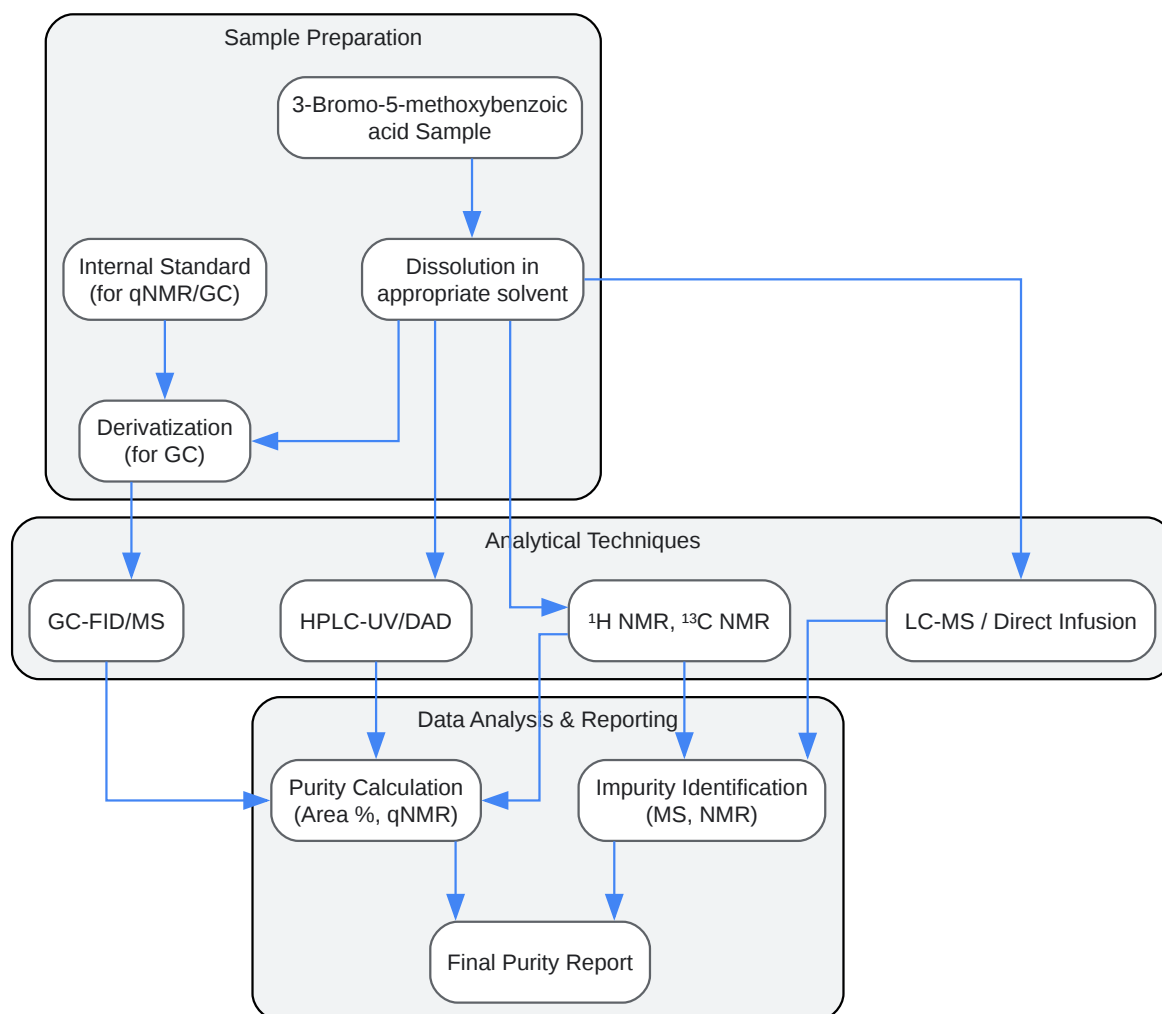 Sample Preparation
3-Bromo-5-methoxybenzoic
acid Sample
Internal Standard
(for qNMR/GC)
Dissolution in
appropriate solvent
Derivatization
(for GC)
Analytical Techniques
GC-FID/MS
HPLC-UV/DAD
¹H NMR, ¹³C NMR
LC-MS / Direct Infusion
Data Analysis & Reporting
Purity Calculation
(Area %, qNMR)
Impurity Identification
(MS, NMR)
Final Purity Report